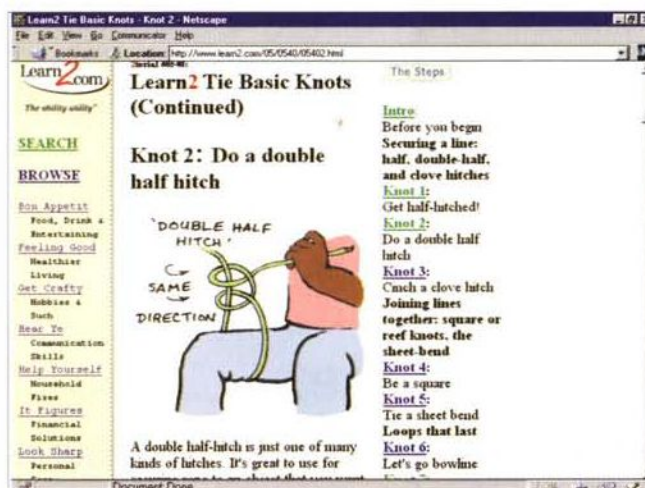 Learn2 Tie Basic Knots - Knot 2 - Netscape
File Edit View Go Communicator Help
Bookmarks Location: http://www.learn2.com/05/0540/05402.html
Learn2.com
The ability utility"
SEARCH
BROWSE
Bon Appetit
Food, Drink &
Entertaining
Feeling Good
Healthier
Living
Get Crafty
Hobbies &
Such
Hear Ye
Communication
Skills
Help Yourself
Household
Fixes
It Figures
Financial
Solutions
Look Sharp
Personal
Learn2 Tie Basic Knots
(Continued)
Knot 2: Do a double
half hitch
'DOUBLE HALF
HITCH'
SAME
DIRECTION
A double half-hitch is just one of many
kinds of hitches. It's great to use for
The Steps
Intro:
Before you begin
Securing a line:
half, double-half,
and clove hitches
Knot 1:
Get half-hitched!
Knot 2:
Do a double half
hitch
Knot 3:
Cinch a clove hitch
Joining lines
together: square or
reef knots, the
sheet-bend
Knot 4:
Be a square
Knot 5:
Tie a sheet bend
Loops that last
Knot 6:
Let's go bowline
Document Done